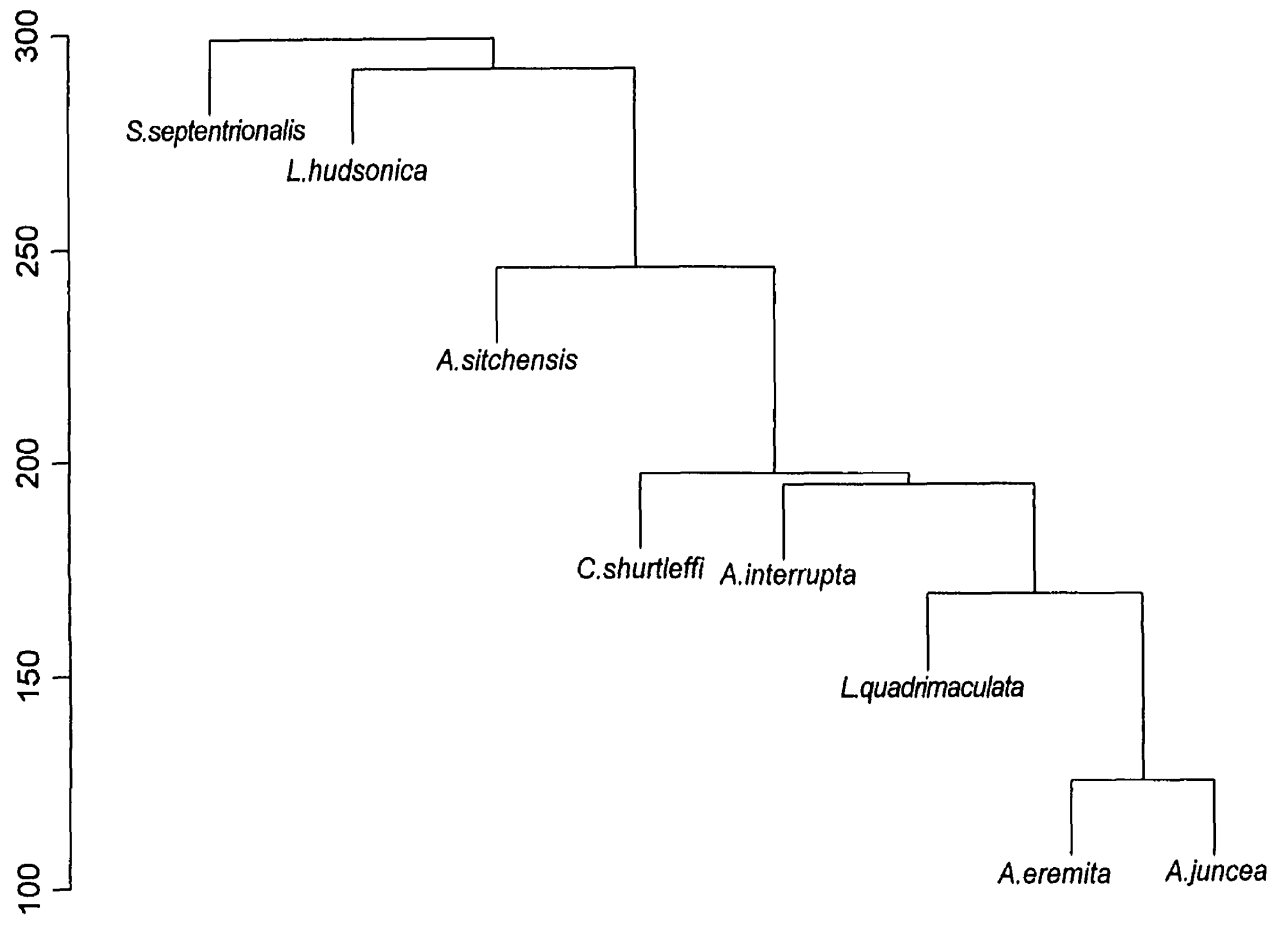 300
250
200
150
100
S.septentrionalis
L.hudsonica
A.sitchensis
C.shurtleffi
A.interrupta
L.quadrimaculata
A.eremita
A.juncea